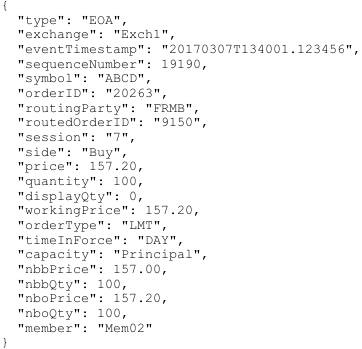 {
"type": "EOA",
"exchange": "Exch1",
"eventTimestamp": "20170307T134001.123456",
"sequenceNumber": 19190,
"symbol": "ABCD",
"orderID": "20263",
"routingParty": "FRMB",
"routedOrderID": "9150",
"session": "7",
"side": "Buy",
"price": 157.20,
"quantity": 100,
"displayQty": 0,
"workingPrice": 157.20,
"orderType": "LMT",
"timeInForce": "DAY",
"capacity": "Principal",
"nbbPrice": 157.00,
"nbbQty": 100,
"nboPrice": 157.20,
"nboQty": 100,
"member": "Mem02"
}